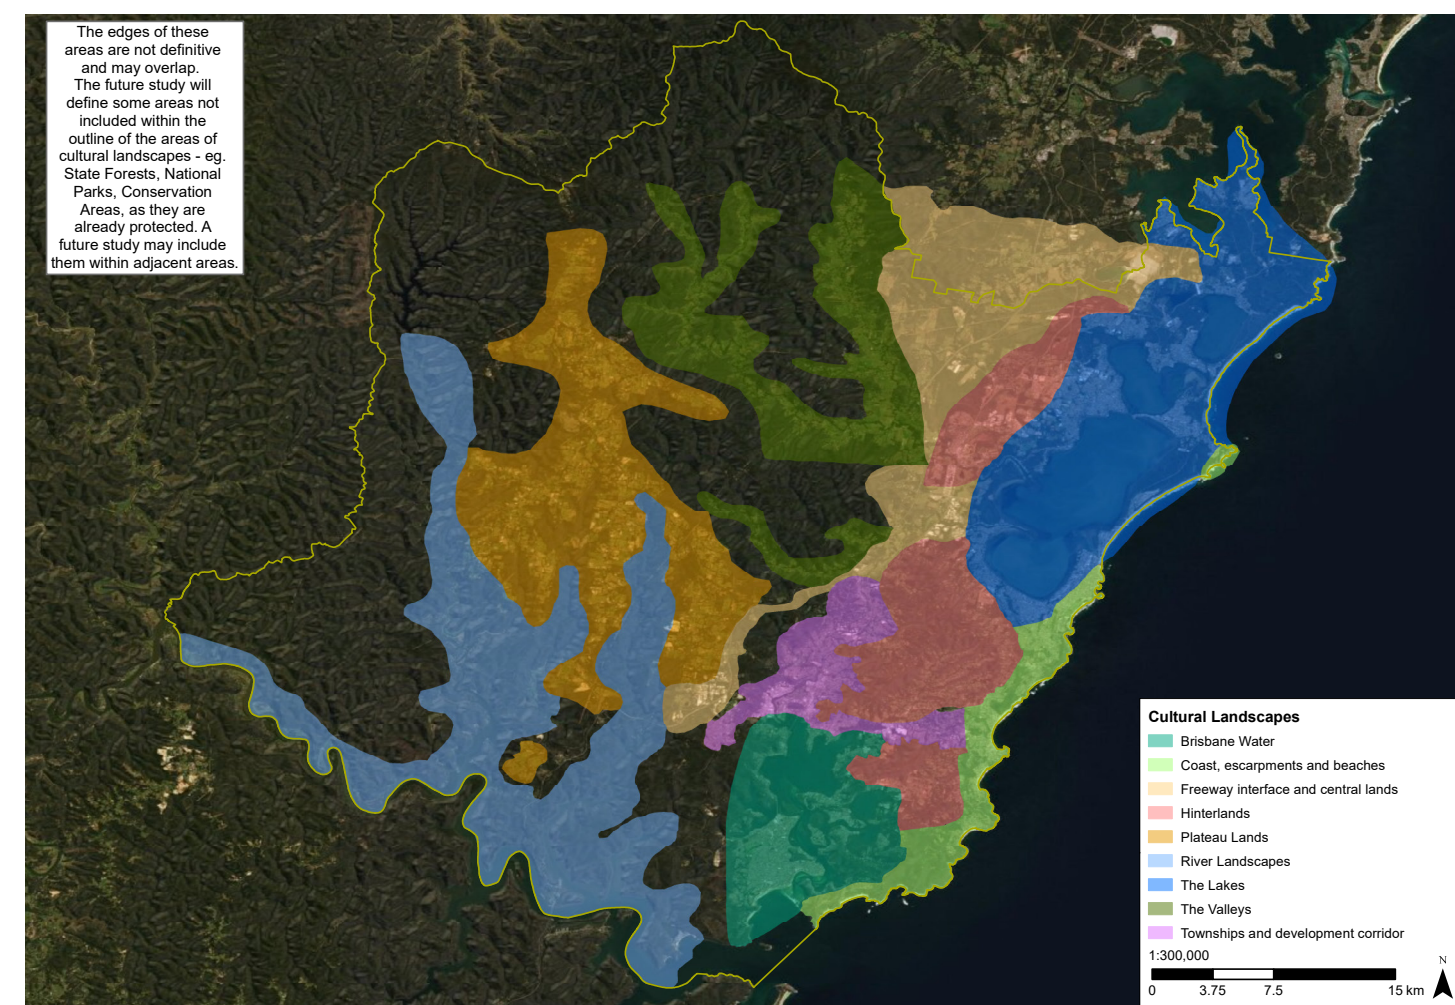 The edges of these
areas are not definitive
and may overlap.
The future study will
define some areas not
included within the
outline of the areas of
cultural landscapes - eg.
State Forests, National
Parks, Conservation
Areas, as they are
already protected. A
future study may include
them within adjacent areas.
Cultural Landscapes
Brisbane Water
Coast, escarpments and beaches
Freeway interface and central lands
Hinterlands
Plateau Lands
River Landscapes
The Lakes
The Valleys
Townships and development corridor
1:300,000
0 3.75 7.5 15 km
N